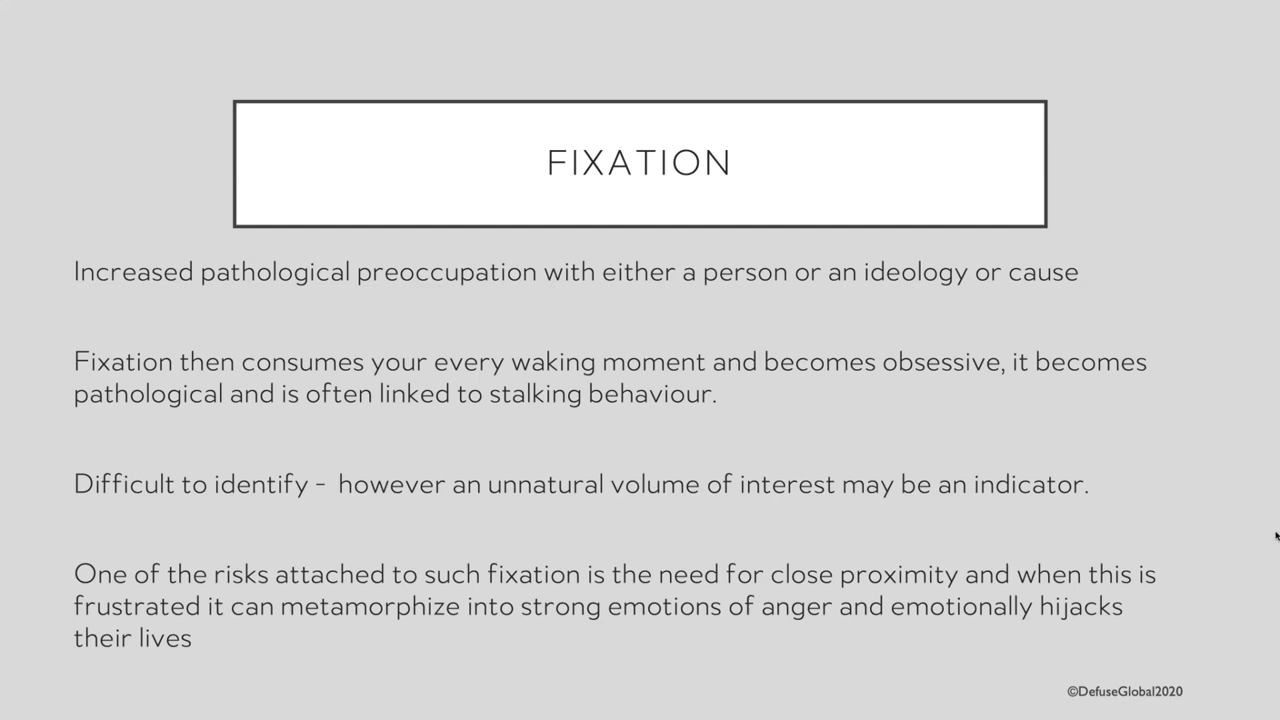 FIXATION
Increased pathological preoccupation with either a person or an ideology or cause
Fixation then consumes your every waking moment and becomes obsessive, it becomes
pathological and is often linked to stalking behaviour.
Difficult to identify -  however an unnatural volume of interest may be an indicator.
One of the risks attached to such fixation is the need for close proximity and when this is
frustrated it can metamorphize into strong emotions of anger and emotionally hijacks
their lives
©DefuseGlobal2020